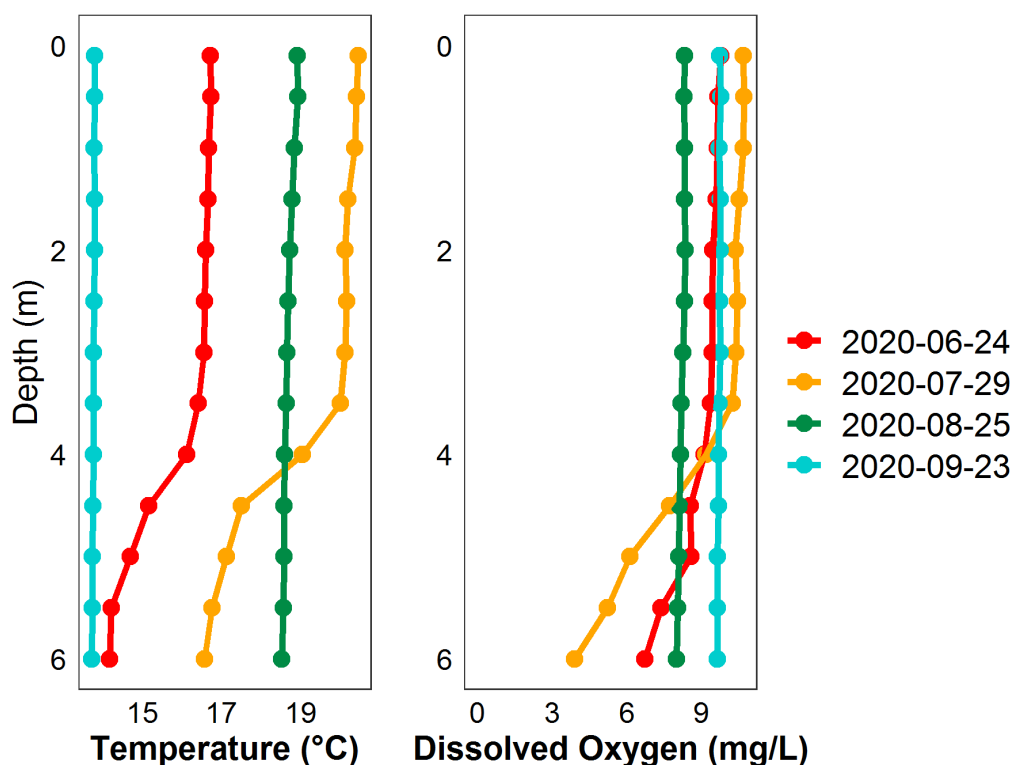 0
2
4
6
Depth (m)
15 17 19
Temperature (°C)
0
2
4
6
0 3 6 9
Dissolved Oxygen (mg/L)
2020-06-24
2020-07-29
2020-08-25
2020-09-23